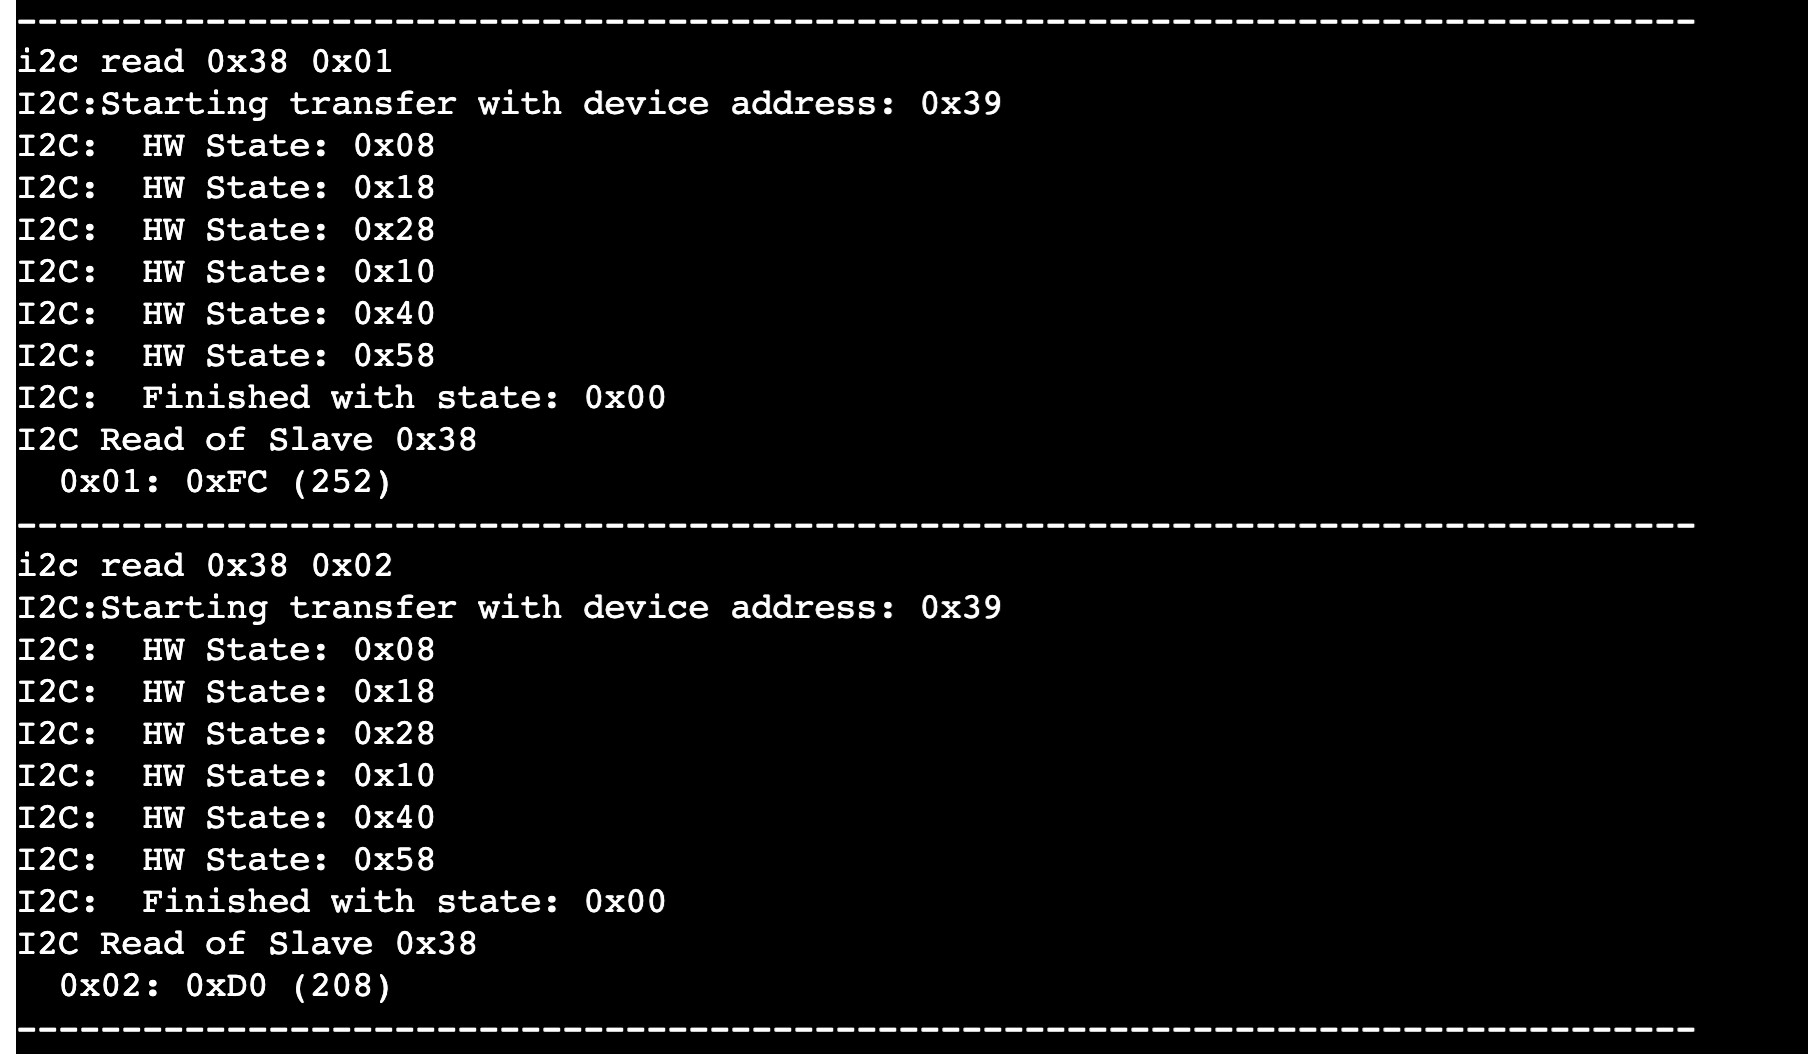 --------------------------------------------------------------------------------
i2c read 0x38 0x01
I2C:Starting transfer with device address: 0x39
I2C:  HW State: 0x08
I2C:  HW State: 0x18
I2C:  HW State: 0x28
I2C:  HW State: 0x10
I2C:  HW State: 0x40
I2C:  HW State: 0x58
I2C:  Finished with state: 0x00
I2C Read of Slave 0x38
  0x01: 0xFC (252)
--------------------------------------------------------------------------------
i2c read 0x38 0x02
I2C:Starting transfer with device address: 0x39
I2C:  HW State: 0x08
I2C:  HW State: 0x18
I2C:  HW State: 0x28
I2C:  HW State: 0x10
I2C:  HW State: 0x40
I2C:  HW State: 0x58
I2C:  Finished with state: 0x00
I2C Read of Slave 0x38
  0x02: 0xD0 (208)
--------------------------------------------------------------------------------